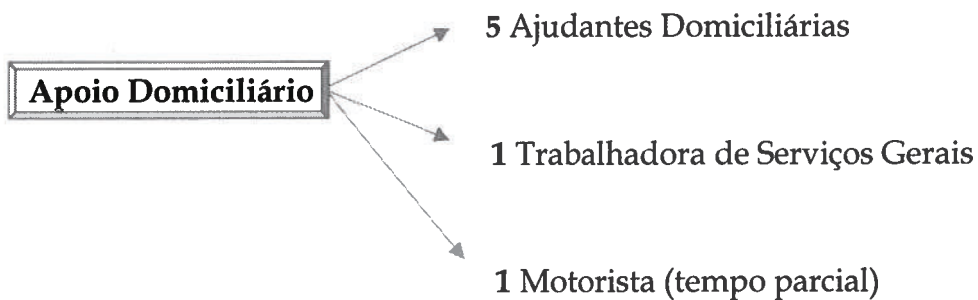 5 Ajudantes Domiciliárias
Apoio Domiciliário
1 Trabalhadora de Serviços Gerais
1 Motorista (tempo parcial)